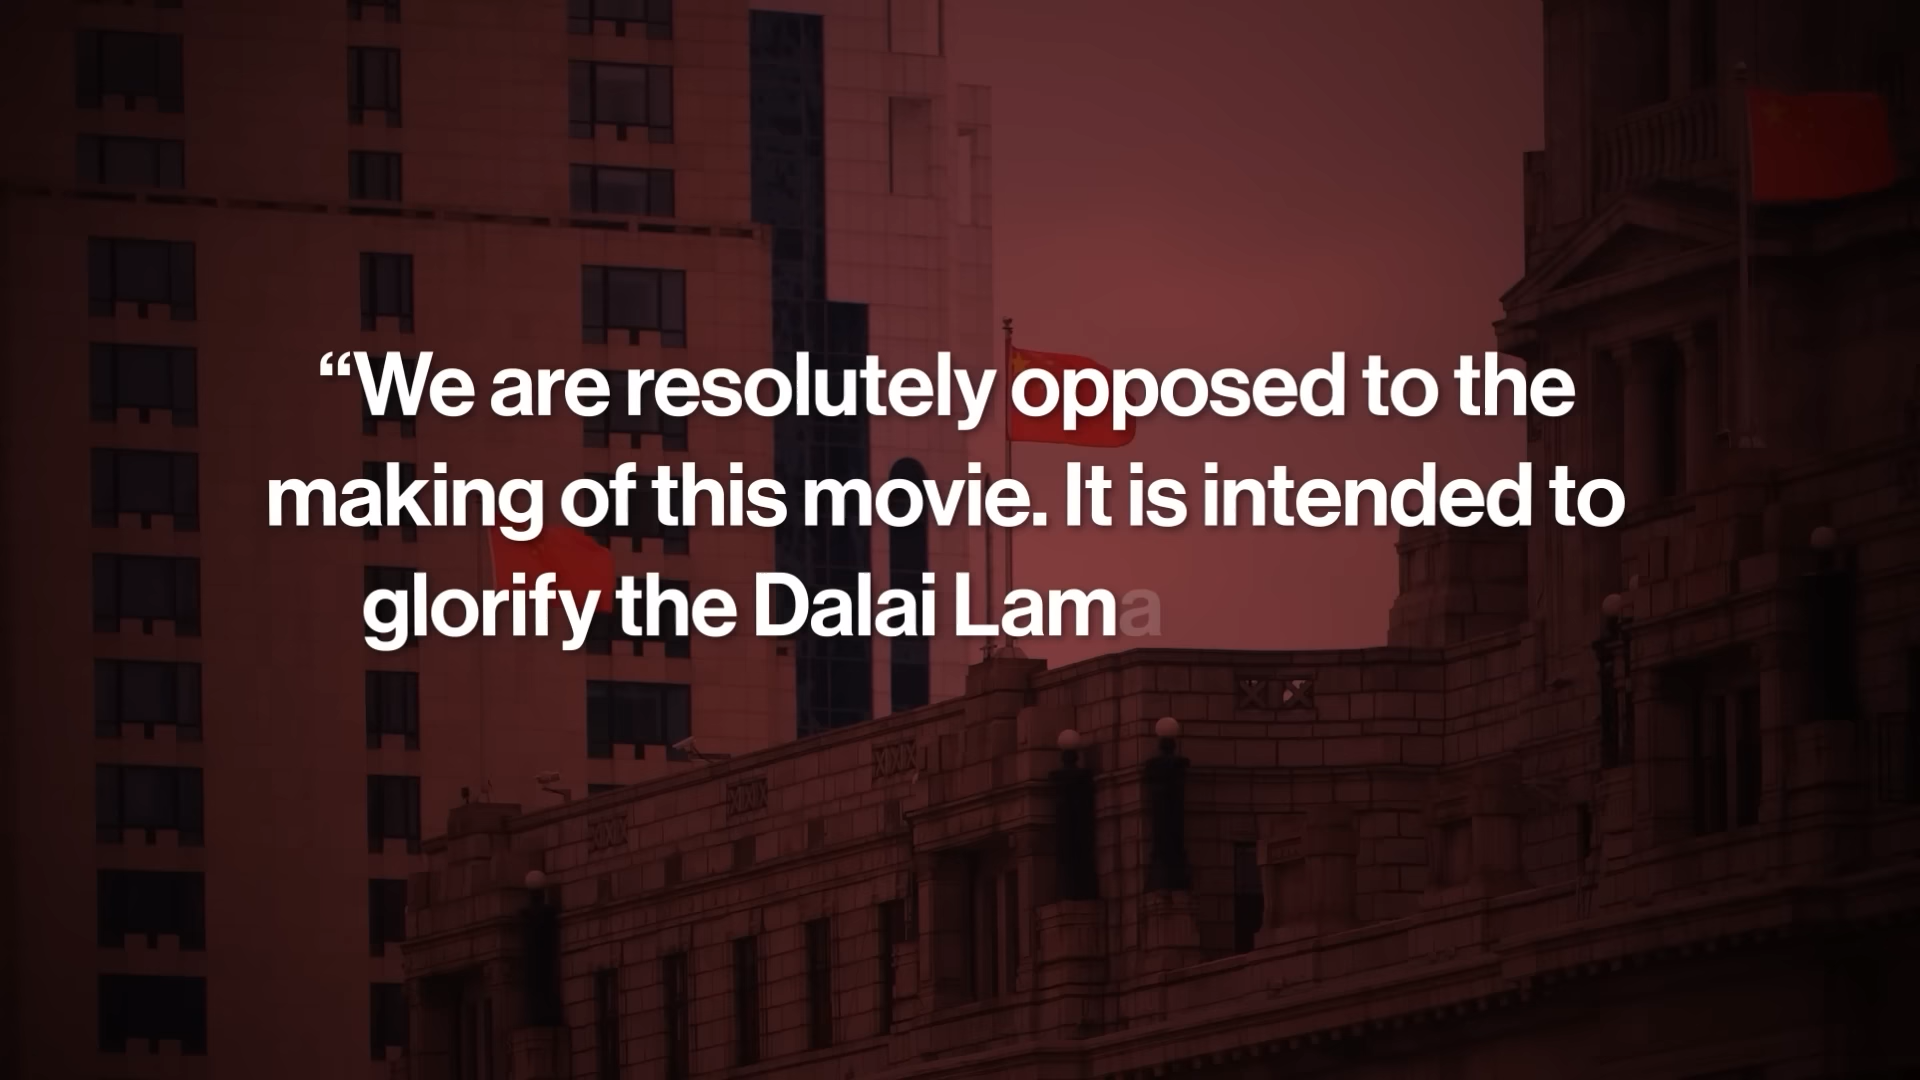 “We are resolutely opposed to the
making of this movie. It is intended to
glorify the Dalai Lama